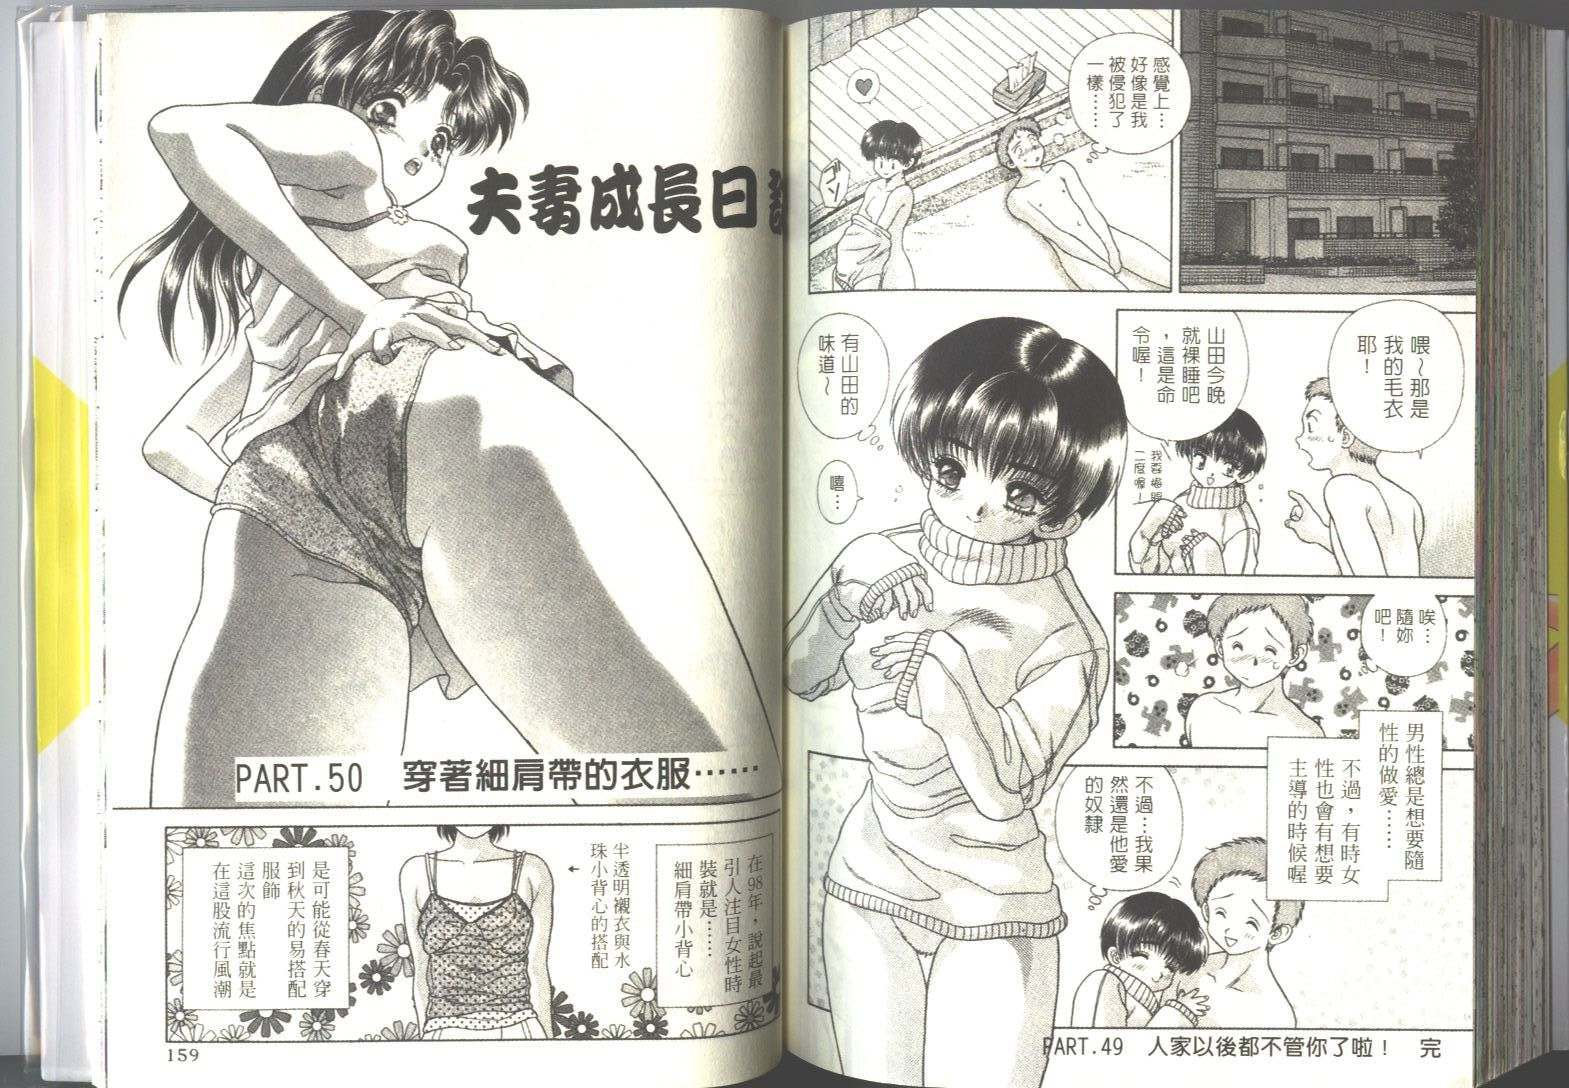 感覺上…
好像是我
被侵犯了
一樣……
喂～那是
我的毛衣
耶！
山田今晚
就裸睡吧
，這是命
令喔！
有山田的
味道～
嘻…
唉…
隨妳
吧！
男性總是想要隨
性的做愛……
不過，有時女
性也會有想要
主導的時候喔
不過…我果
然還是他愛
的奴隸
PART.49 人家以後都不管你了啦！ 完
夫妻成長日
PART.50 穿著細肩帶的衣服……
在98年，說起最
引人注目女性時
裝就是……
細肩帶小背心
半透明襯衣與水
珠小背心的搭配
是可能從春天穿
到秋天的易搭配
服飾
這次的焦點就是
在這股流行風潮
159